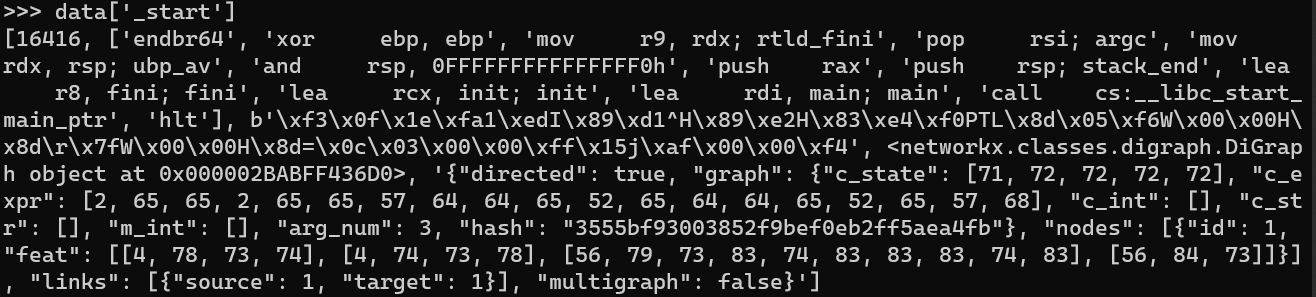 >>> data['_start']
[16416, ['endbr64', 'xor     ebp, ebp', 'mov     r9, rdx; rtld_fini', 'pop     rsi; argc', 'mov
rdx, rsp; ubp_av', 'and     rsp, 0FFFFFFFFFFFFFFF0h', 'push    rax', 'push    rsp; stack_end', 'lea
    r8, fini; fini', 'lea     rcx, init; init', 'lea     rdi, main; main', 'call    cs:__libc_start_
main_ptr', 'hlt'], b'\xf3\x0f\x1e\xfa1\xedI\x89\xd1^H\x89\xe2H\x83\xe4\xf0PTL\x8d\x05\xf6W\x00\x00H\
x8d\r\x7fW\x00\x00H\x8d=\x0c\x03\x00\x00\xff\x15j\xaf\x00\x00\xf4', <networkx.classes.digraph.DiGrap
h object at 0x000002BABFF436D0>, '{"directed": true, "graph": {"c_state": [71, 72, 72, 72, 72], "c_e
xpr": [2, 65, 65, 2, 65, 65, 57, 64, 64, 65, 52, 65, 64, 64, 65, 52, 65, 57, 68], "c_int": [], "c_st
r": [], "m_int": [], "arg_num": 3, "hash": "3555bf93003852f9bef0eb2ff5aea4fb"}, "nodes": [{"id": 1,
"feat": [[4, 78, 73, 74], [4, 74, 73, 78], [56, 79, 73, 83, 74, 83, 83, 83, 74, 83], [56, 84, 73]]}]
, "links": [{"source": 1, "target": 1}], "multigraph": false}']